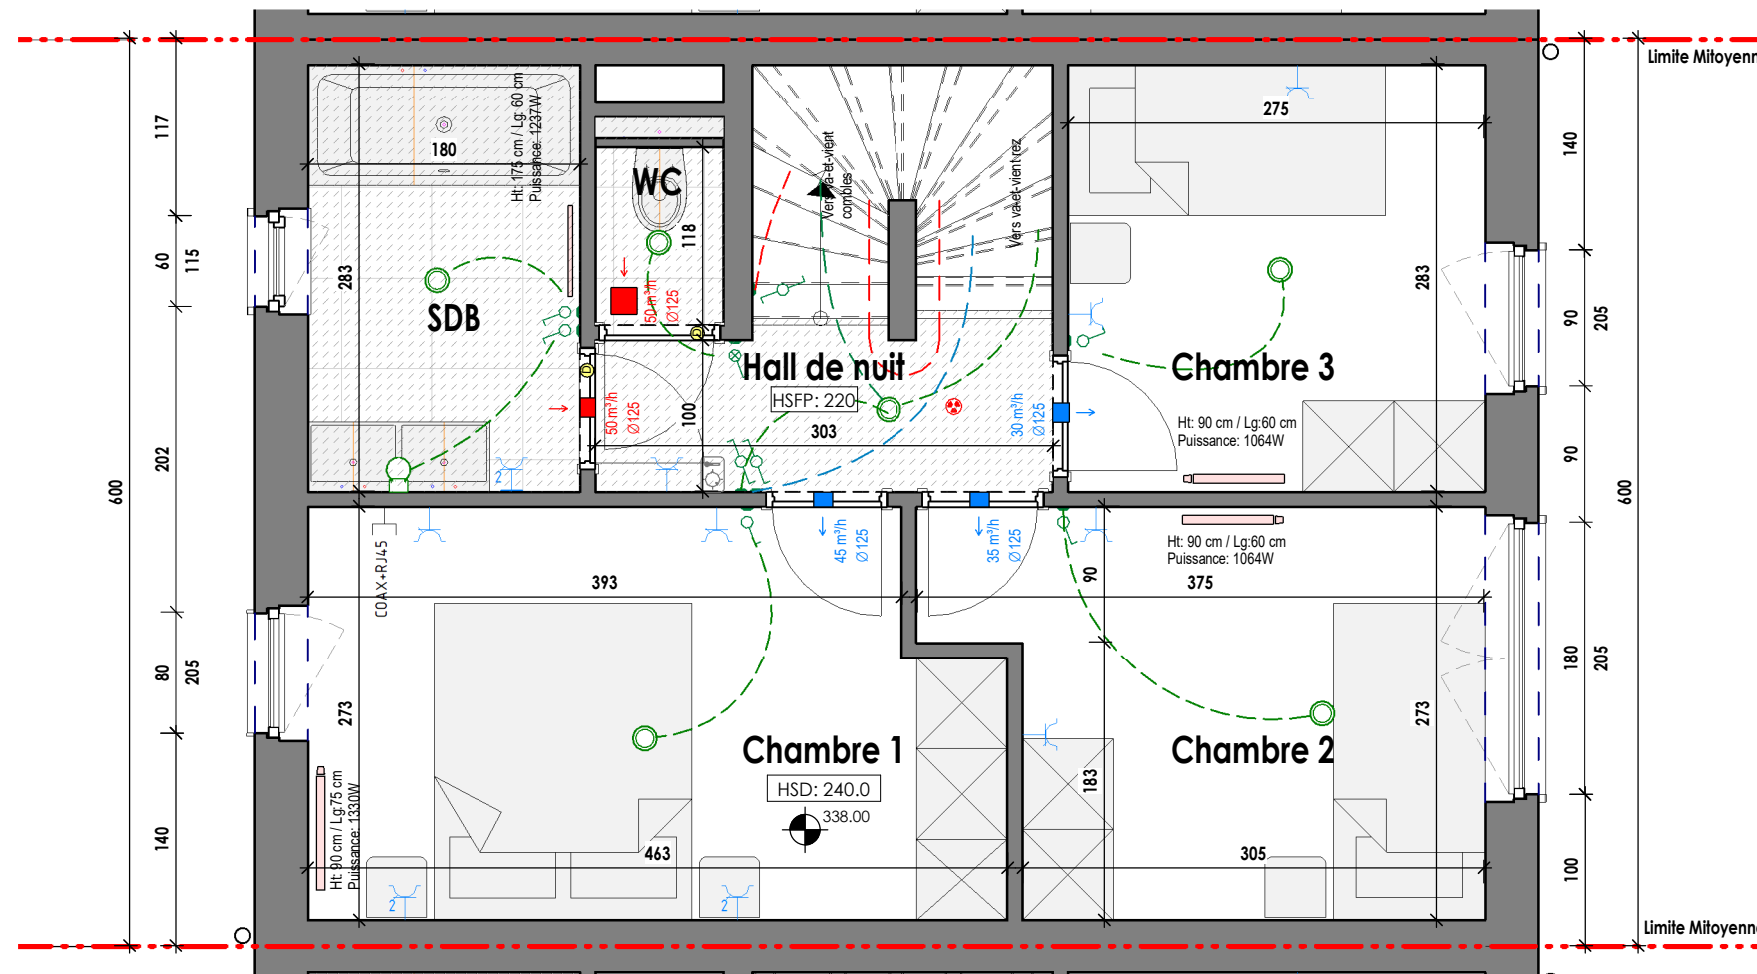 Limite Mitoyenn
117
60
115
202
600
80
205
140
180
283
Ht: 175 cm / Lg: 60 cm
Puissance: 1237W
SDB
2
WC
118
50 m³/h
Ø125
D
D
50 m³/h
Ø125
100
Vers va-et-vient
combles
Vers va-et-vient rez
Hall de nuit
HSFP: 220
303
30 m³/h
Ø125
275
283
Chambre 3
Ht: 90 cm / Lg:60 cm
Puissance: 1064W
140
90
205
90
600
180
205
100
COAX+RJ45
393
45 m³/h
Ø125
35 m³/h
Ø125
Ht: 90 cm / Lg:60 cm
Puissance: 1064W
90
375
273
Chambre 1
HSD: 240.0
338.00
Ht: 90 cm / Lg:75 cm
Puissance: 1330W
463
2
2
Chambre 2
183
273
305
Limite Mitoyenn